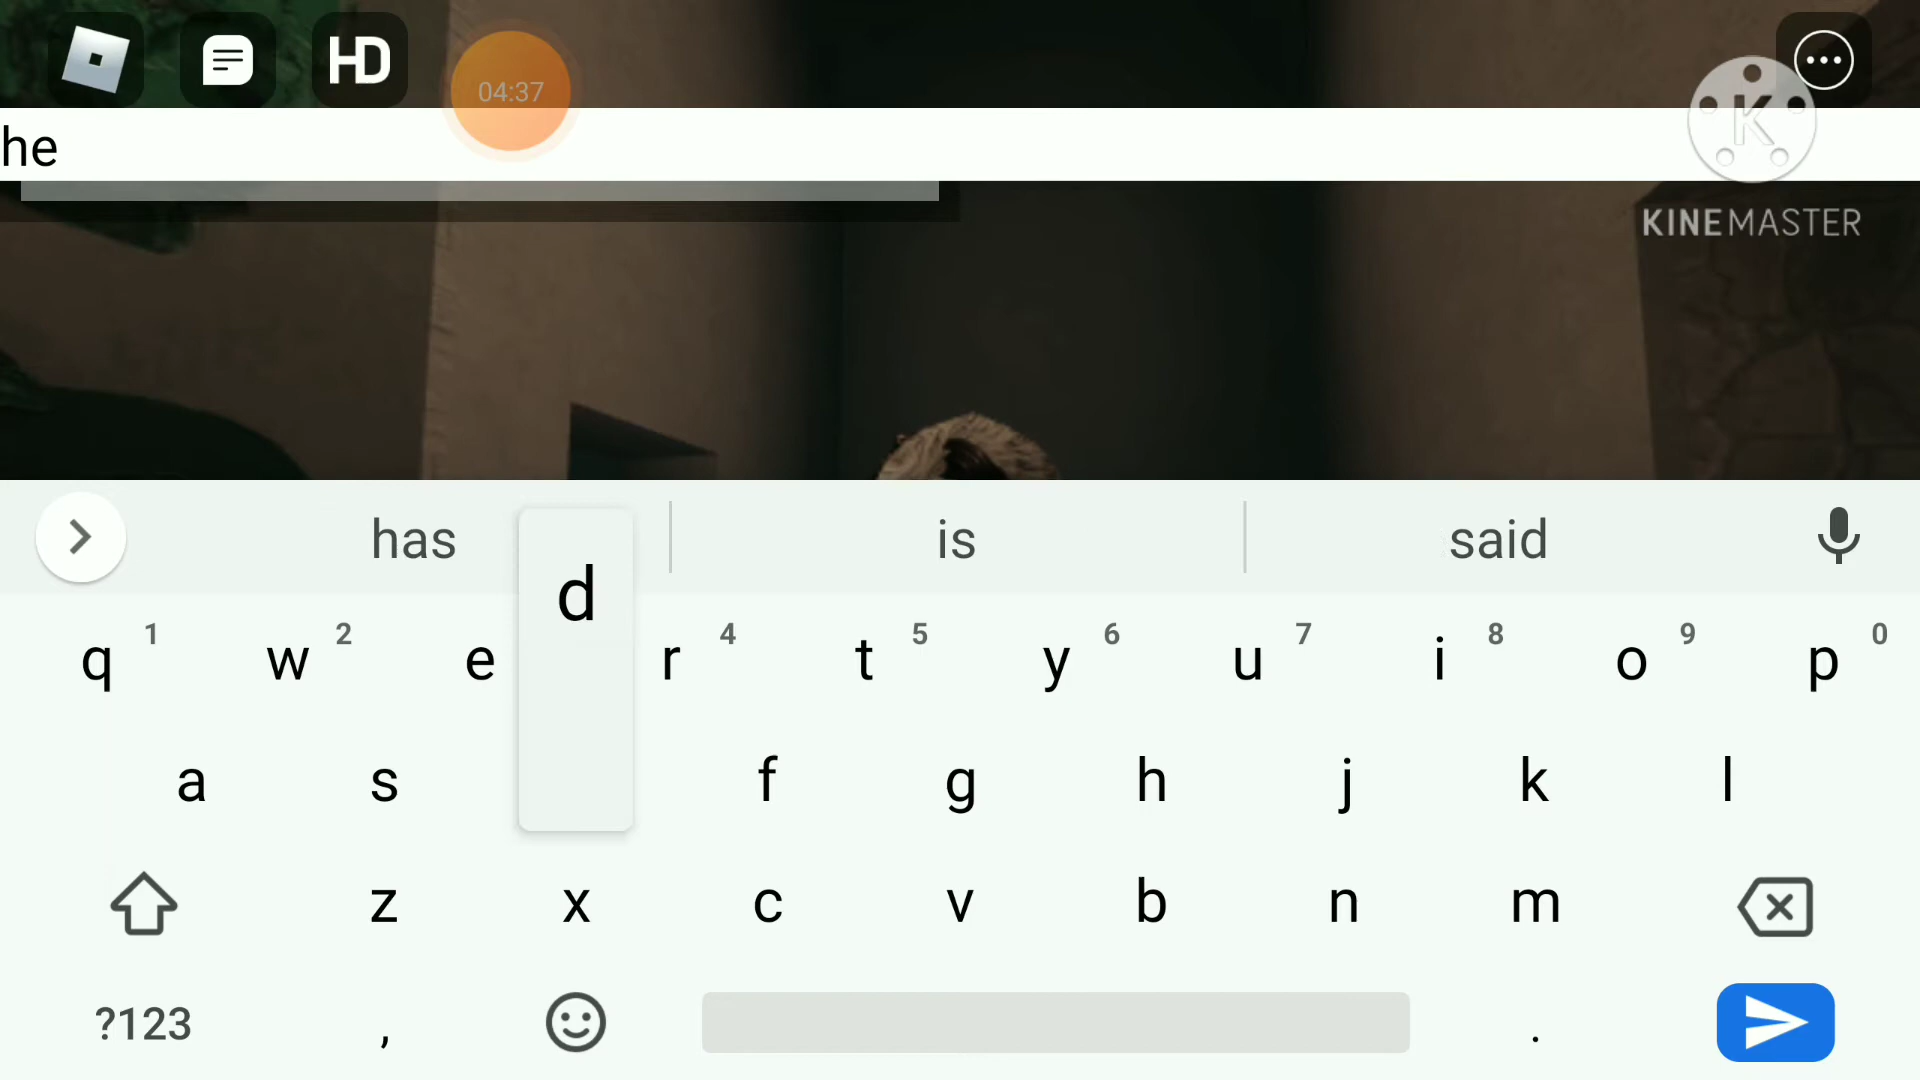 HD
04:37
he
K
KINEMASTER
has is said
d
1 2 4 5 6 7 8 9 0
q w e r t y u i o p
a s f g h j k l
z x c v b n m
?123 , .